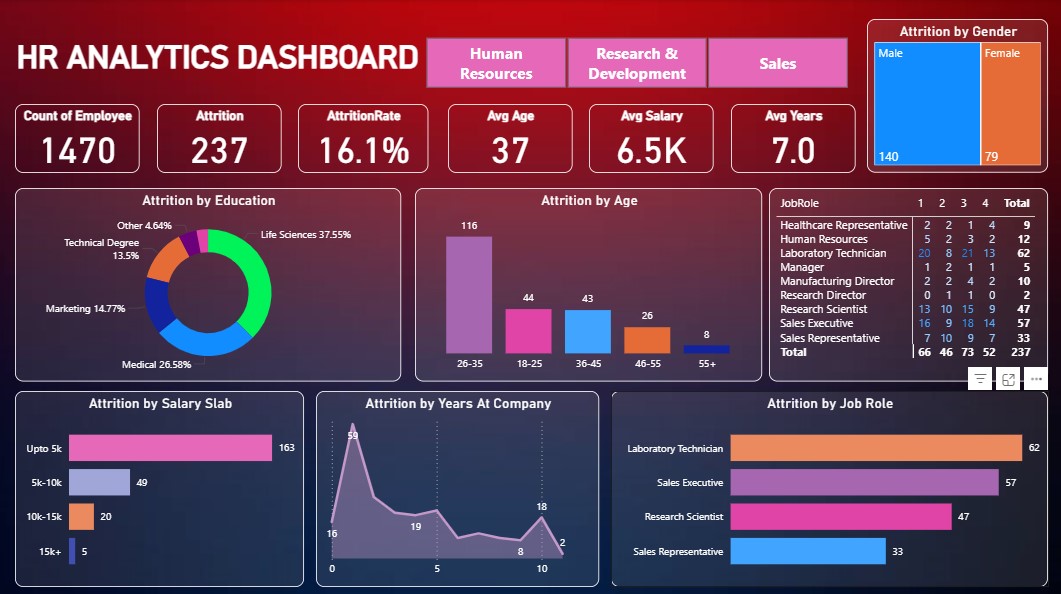 HR ANALYTICS DASHBOARD
Human
Resources
Research &
Development
Sales
Attrition by Gender
Male
Female
140
79
Count of Employee
1470
Attrition
237
AttritionRate
16.1%
Avg Age
37
Avg Salary
6.5K
Avg Years
7.0
Attrition by Education
Other 4.64%
Life Sciences 37.55%
Technical Degree
13.5%
Marketing 14.77%
Medical 26.58%
Attrition by Age
116
44
43
26
8
26-35 18-25 36-45 46-55 55+
JobRole 1 2 3 4 Total
Healthcare Representative 2 2 1 4 9
Human Resources 5 2 3 2 12
Laboratory Technician 20 8 21 13 62
Manager 1 2 1 1 5
Manufacturing Director 2 2 4 2 10
Research Director 0 1 1 0 2
Research Scientist 13 10 15 9 47
Sales Executive 16 9 18 14 57
Sales Representative 7 10 9 7 33
Total 66 46 73 52 237
Attrition by Salary Slab
Upto 5k 163
5k-10k 49
10k-15k 20
15k+ 5
Attrition by Years At Company
59
18
19
16
2
8
0 5 10
Attrition by Job Role
Laboratory Technician 62
Sales Executive 57
Research Scientist 47
Sales Representative 33